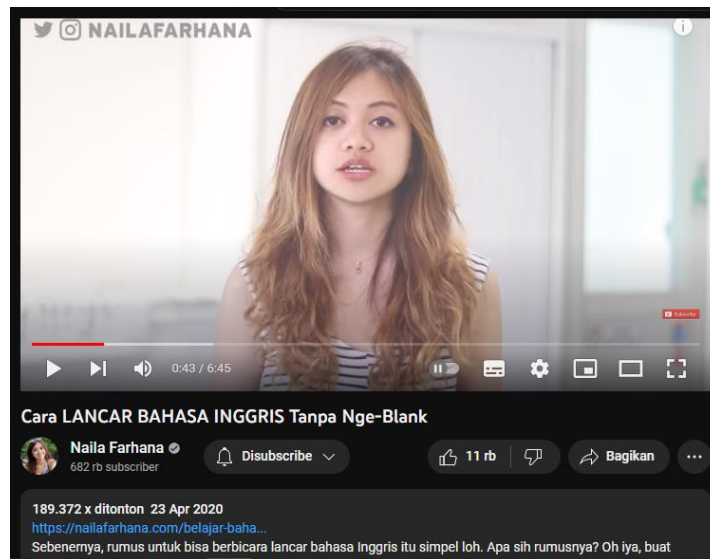 NAILAFARHANA
Subscribe
0:43 / 6:45
Cara LANCAR BAHASA INGGRIS Tanpa Nge-Blank
Naila Farhana
682 rb subscriber
Disubscribe
11 rb
Bagikan
189.372 x ditonton 23 Apr 2020
https://nailafarhana.com/belajar-baha...
Sebenernya, rumus untuk bisa berbicara lancar bahasa Inggris itu simpel loh. Apa sih rumusnya? Oh iya, buat